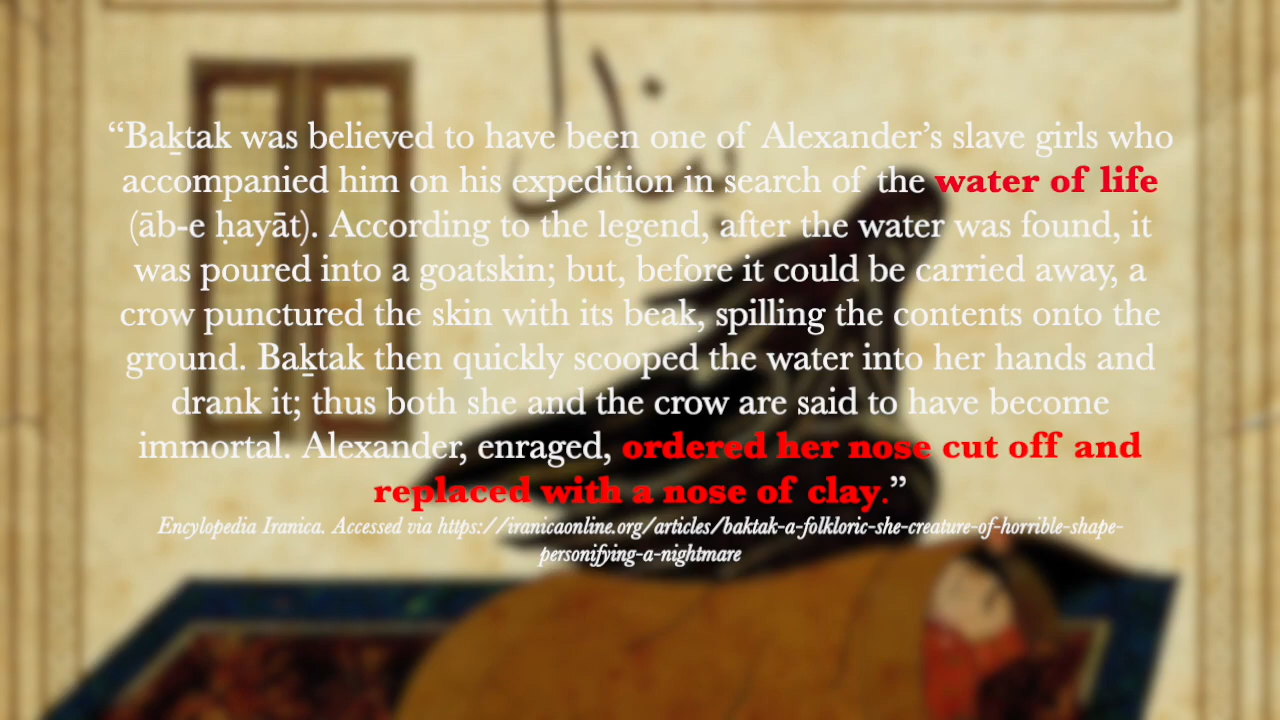 “Baḵtak was believed to have been one of Alexander’s slave girls who
accompanied him on his expedition in search of the water of life
(āb-e ḥayāt). According to the legend, after the water was found, it
was poured into a goatskin; but, before it could be carried away, a
crow punctured the skin with its beak, spilling the contents onto the
ground. Baḵtak then quickly scooped the water into her hands and
drank it; thus both she and the crow are said to have become
immortal. Alexander, enraged, ordered her nose cut off and
replaced with a nose of clay.”
Encylopedia Iranica. Accessed via https://iranicaonline.org/articles/baktak-a-folkloric-she-creature-of-horrible-shape-
personifying-a-nightmare